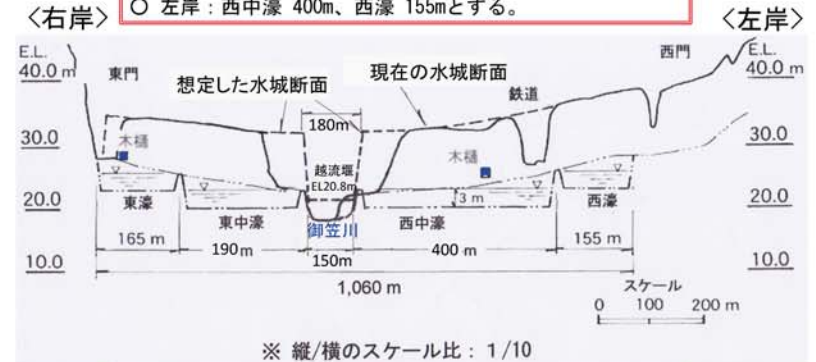 〇 左岸：西中濠 400m、西濠 155mとする。
〈右岸〉
〈左岸〉
E.L.
40.0 m
東門
想定した水城断面
現在の水城断面
西門
E.L.
40.0 m
鉄道
180m
30.0
木樋
木樋
30.0
越流堰
EL20.8m
3 m
20.0
東濠
東中濠
御笠川
西中濠
西濠
20.0
165 m
190m
150m
400 m
155 m
10.0
1,060 m
10.0
スケール
0 100 200 m
※ 縦/横のスケール比：1/10